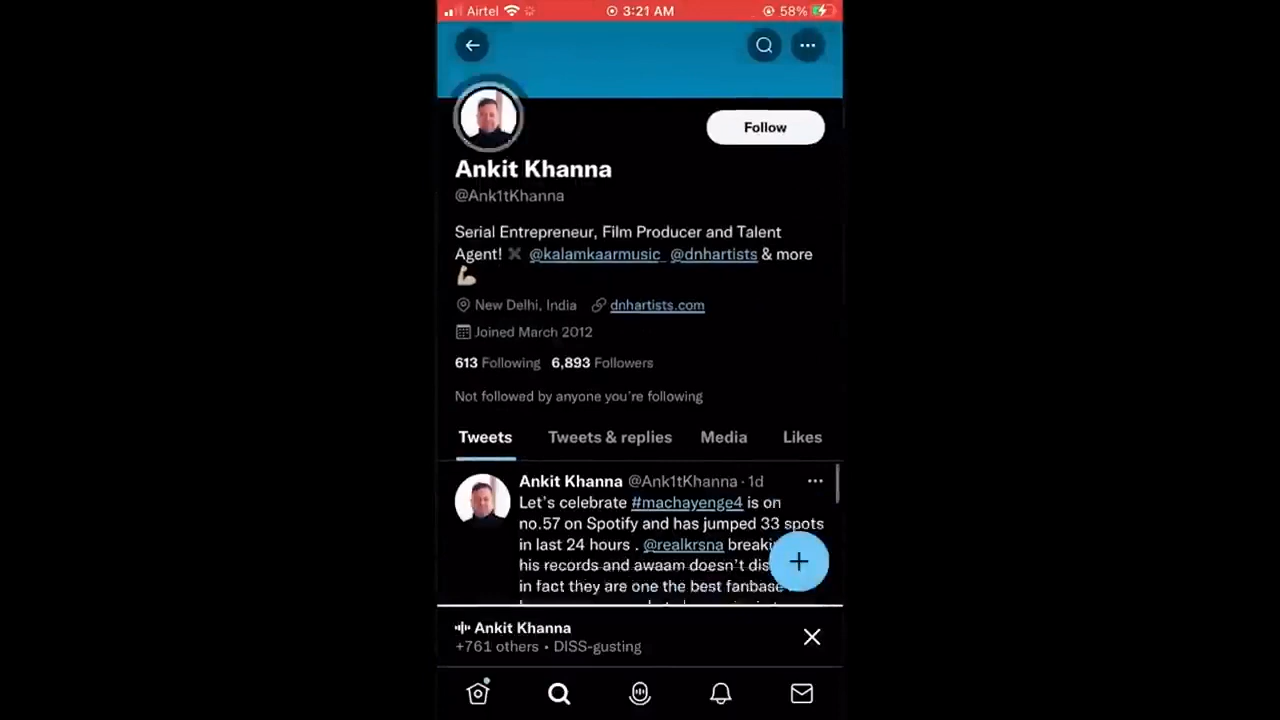 Airtel 3:21 AM 58%
Follow
Ankit Khanna
@Ank1tKhanna
Serial Entrepreneur, Film Producer and Talent
Agent! @kalamkaarmusic_ @dnhartists & more
New Delhi, India dnhartists.com
Joined March 2012
613 Following 6,893 Followers
Not followed by anyone you're following
Tweets Tweets & replies Media Likes
Ankit Khanna @Ank1tKhanna · 1d
Let's celebrate #machayenge4 is on
no.57 on Spotify and has jumped 33 spots
in last 24 hours . @realkrsna
his records and awaam doesn't
in fact they are one the best fanbase
Ankit Khanna
+761 others • DISS-gusting